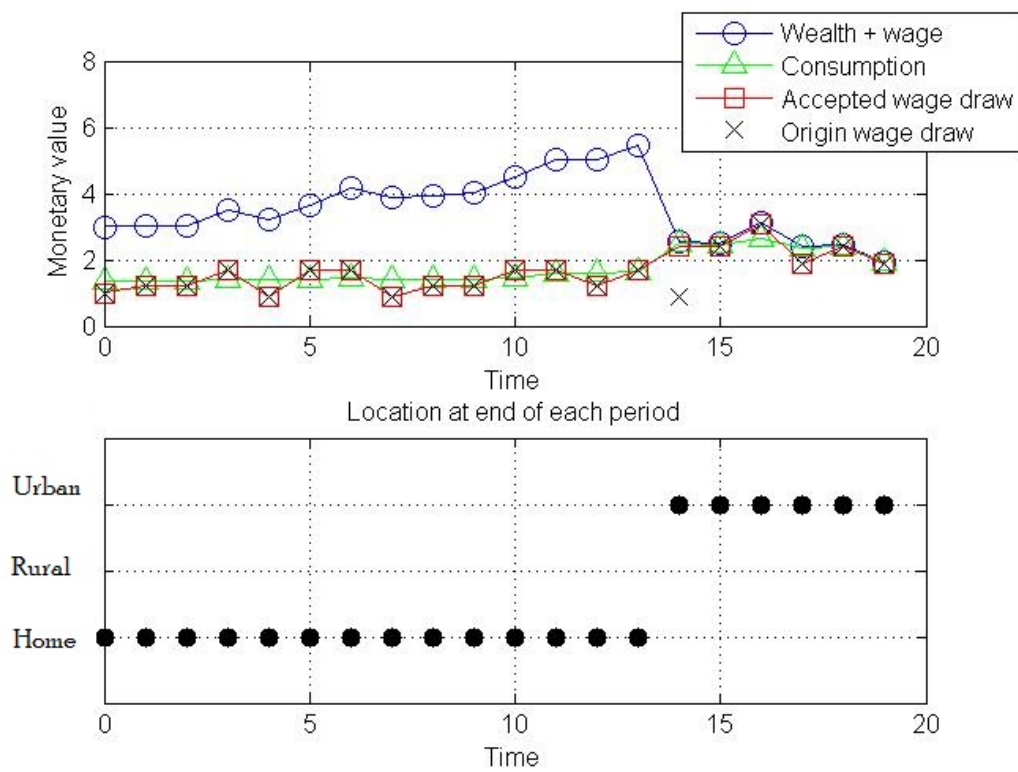 Wealth + wage
Consumption
Accepted wage draw
Origin wage draw
Monetary value
8
6
4
2
0
0 5 10 15 20
Time
Location at end of each period
Urban
Rural
Home
0 5 10 15 20
Time